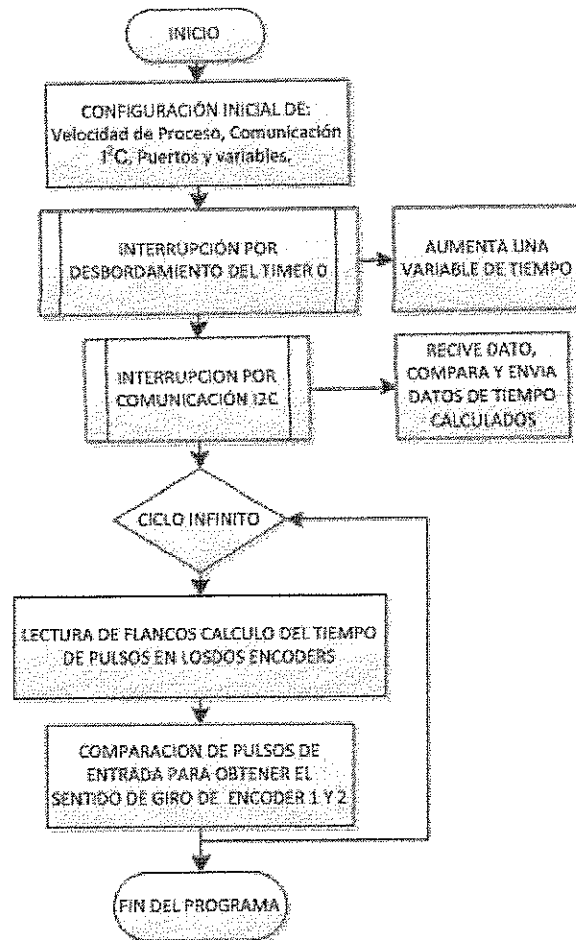 INICIO
CONFIGURACIÓN INICIAL DE:
Velocidad de Proceso, Comunicación
I²C, Puertos y variables.
INTERRUPCIÓN POR
DESBORDAMIENTO DEL TIMER 0
AUMENTA UNA
VARIABLE DE TIEMPO
INTERRUPCION POR
COMUNICACIÓN I2C
RECIVE DATO,
COMPARA Y ENVIA
DATOS DE TIEMPO
CALCULADOS
CICLO INFINITO
LECTURA DE FLANCOS CALCULO DEL TIEMPO
DE PULSOS EN LOSDOS ENCODERS
COMPARACION DE PULSOS DE
ENTRADA PARA OBTENER EL
SENTIDO DE GIRO DE ENCODER 1 Y 2
FIN DEL PROGRAMA